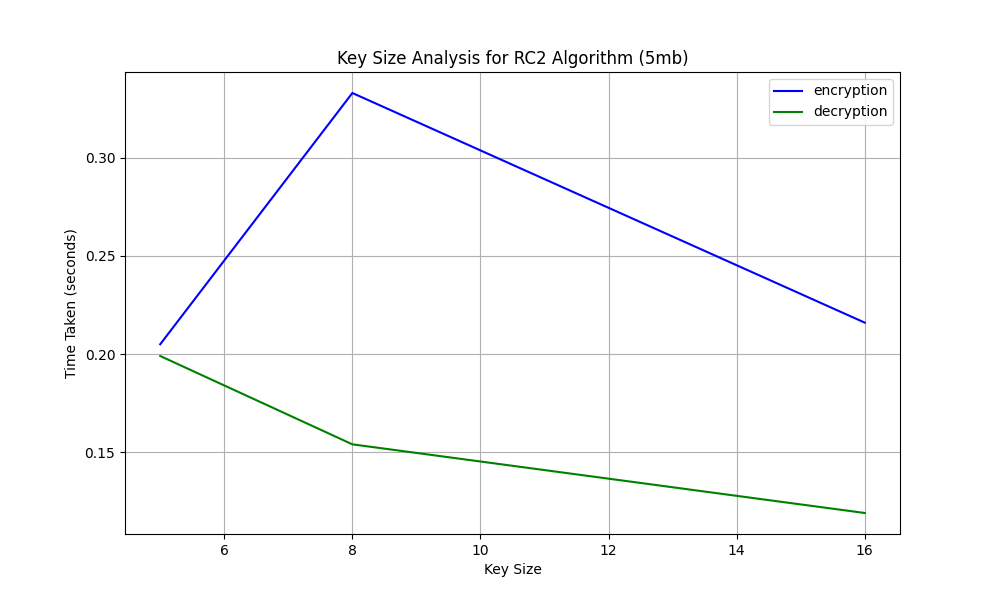 Key Size Analysis for RC2 Algorithm (5mb)
encryption
decryption
Time Taken (seconds)
0.30
0.25
0.20
0.15
6 8 10 12 14 16
Key Size